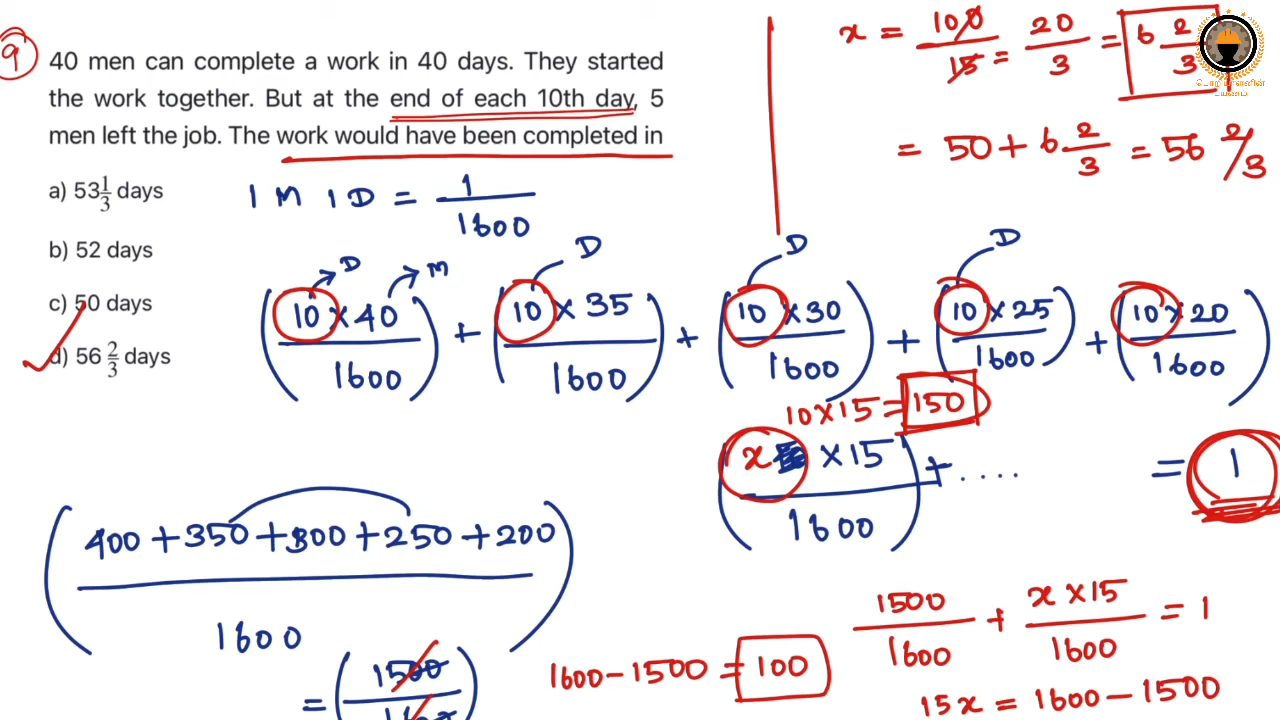 9
40 men can complete a work in 40 days. They started
the work together. But at the end of each 10th day, 5
men left the job. The work would have been completed in
a) 53 1/3 days
b) 52 days
c) 50 days
d) 56 2/3 days
x = 100/15 = 20/3 = 6 2/3
= 50 + 6 2/3 = 56 2/3
1 M 1 D = 1/1600
D M D D D
(10 × 40 / 1600) + (10 × 35 / 1600) + (10 × 30 / 1600) + (10 × 25 / 1600) + (10 × 20 / 1600)
10 × 15 = 150
(x × 15 / 1600) + .... = 1
(400 + 350 + 300 + 250 + 200 / 1600)
= (1500 / 1600)
1600 – 1500 = 100
1500/1600 + x × 15/1600 = 1
15x = 1600 – 1500